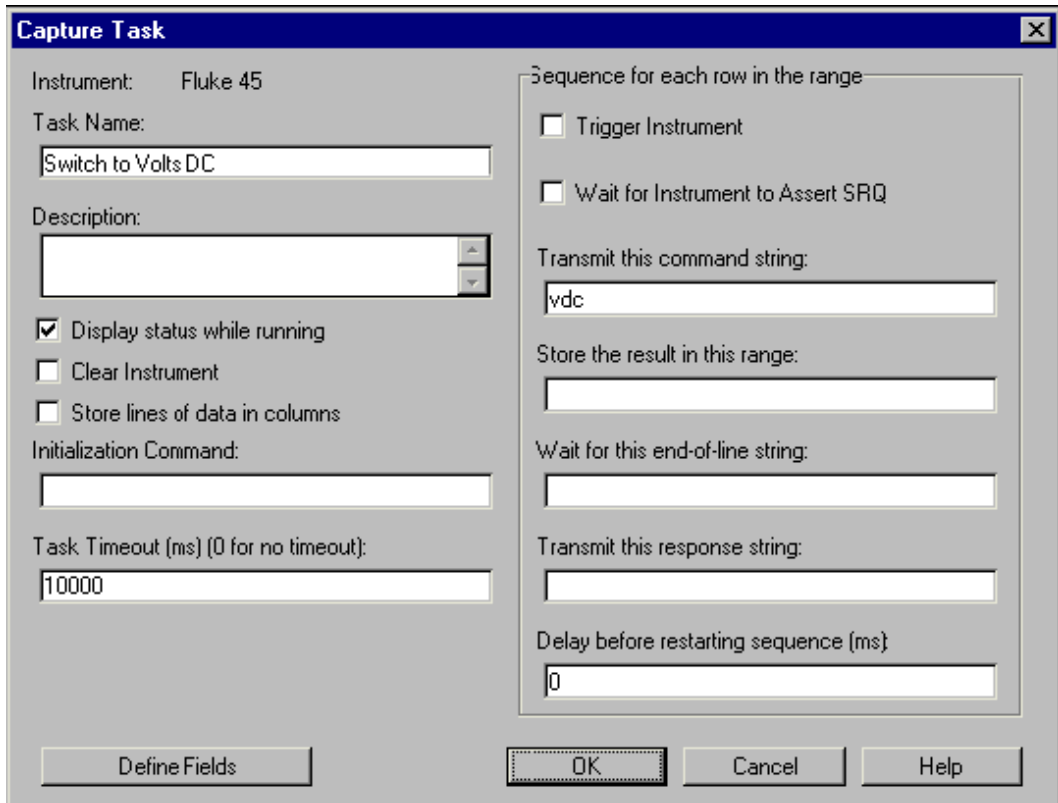 Capture Task
Instrument: Fluke 45
Task Name:
Switch to Volts DC
Description:
Display status while running
Clear Instrument
Store lines of data in columns
Initialization Command:
Task Timeout (ms) (0 for no timeout):
10000
Define Fields
Sequence for each row in the range
Trigger Instrument
Wait for Instrument to Assert SRQ
Transmit this command string:
vdc
Store the result in this range:
Wait for this end-of-line string:
Transmit this response string:
Delay before restarting sequence (ms):
0
OK
Cancel
Help